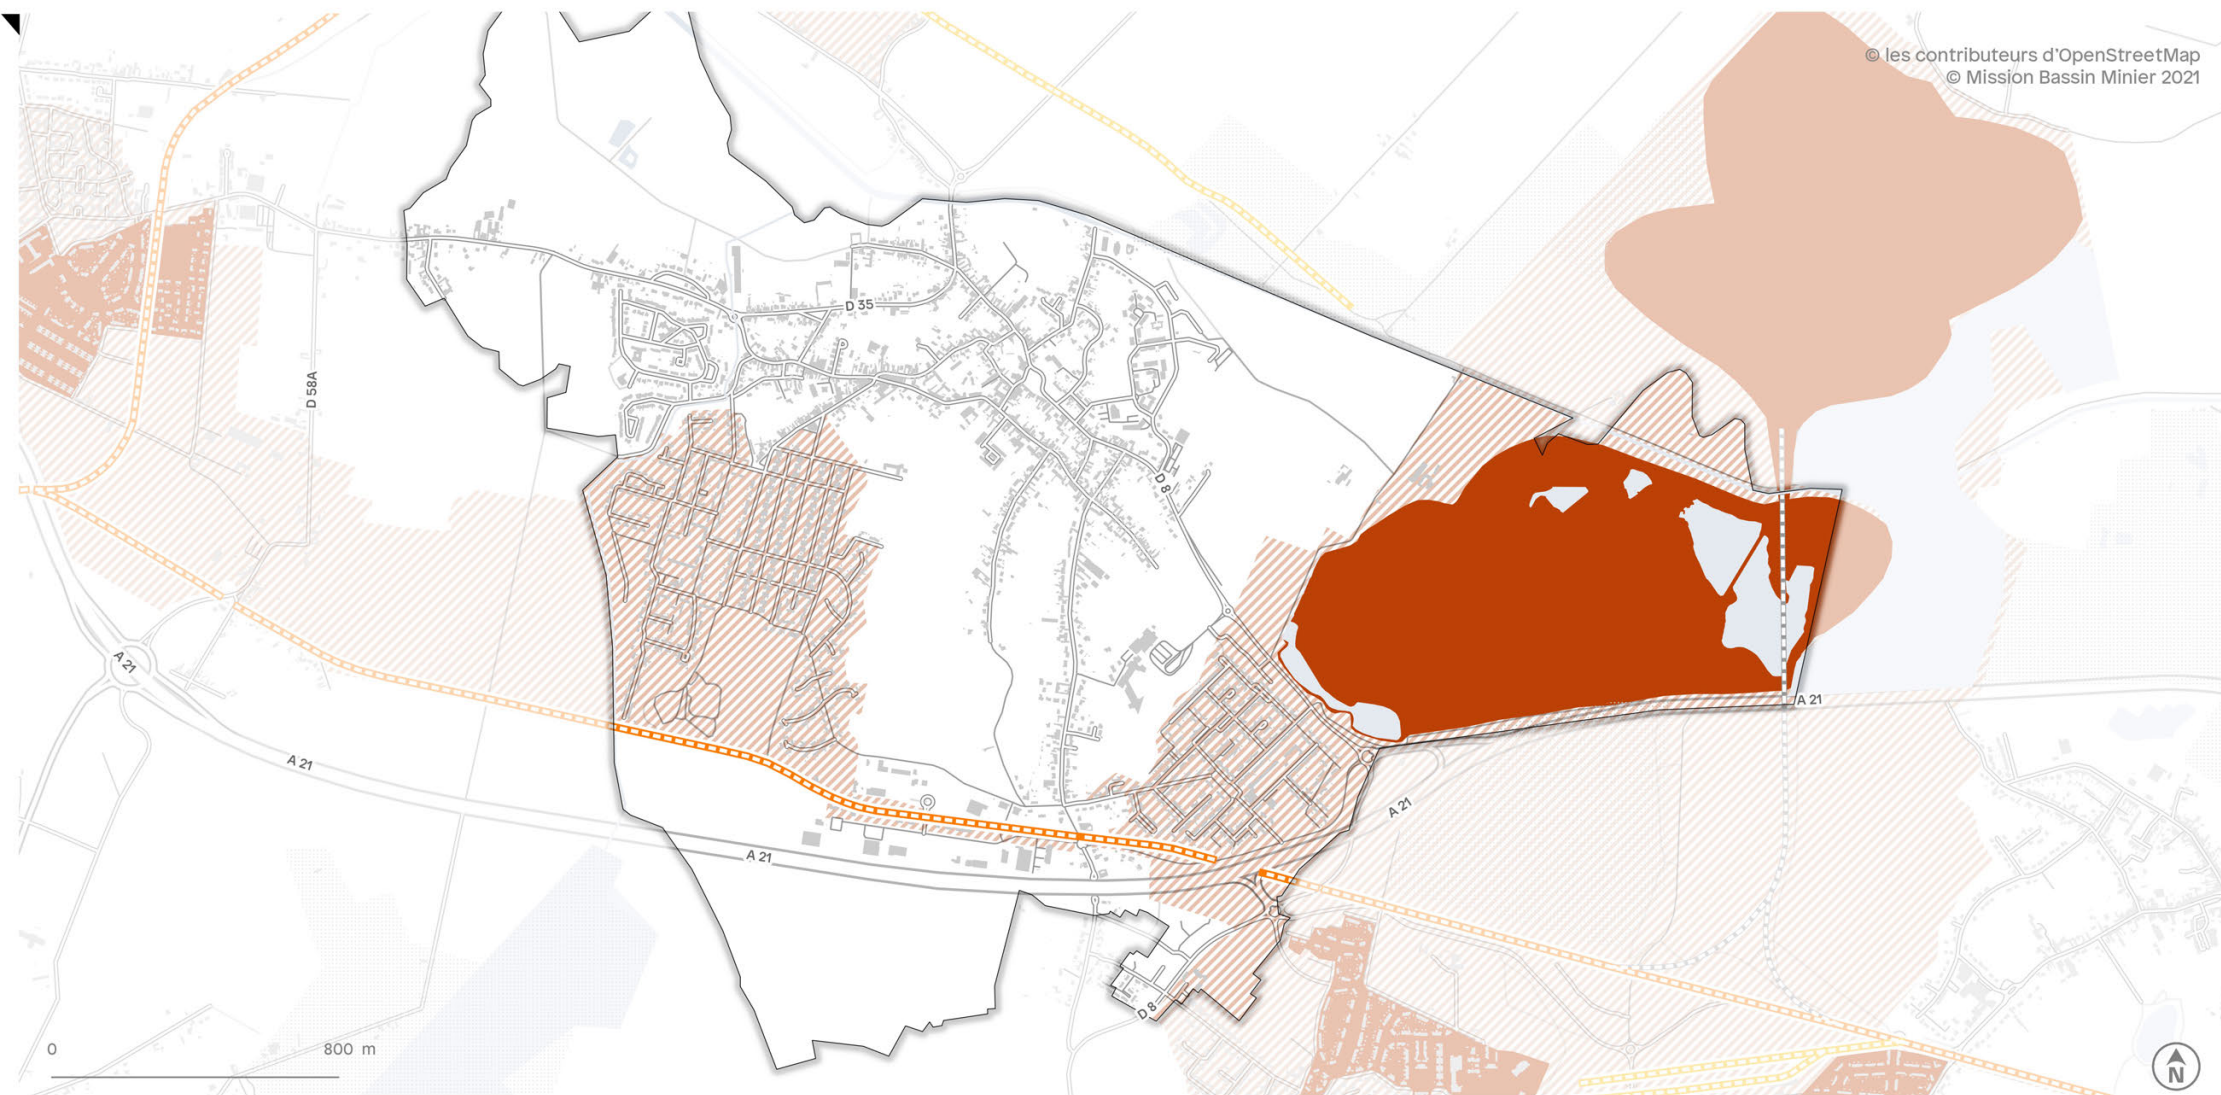 © les contributeurs d'OpenStreetMap
© Mission Bassin Minier 2021
D 35
D 58A
D 8
A 21
A 21
A 21
A 21
A 21
D 8
0 800 m
N